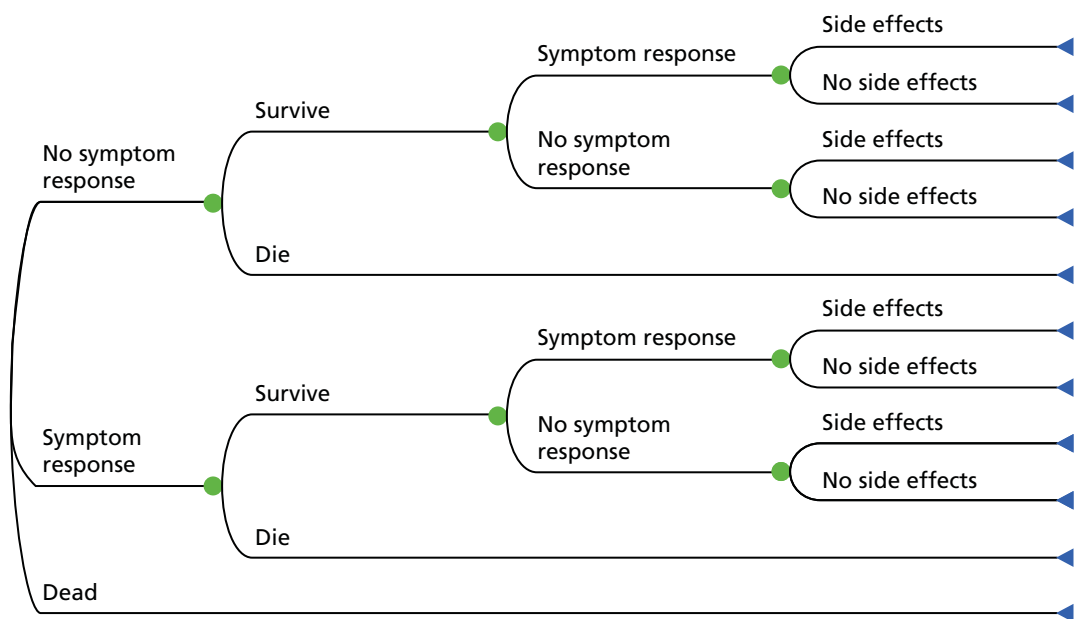 Side effects
Symptom response
No side effects
Survive
No symptom
response
Side effects
No symptom
response
No side effects
Die
Side effects
Symptom response
No side effects
Survive
Side effects
No symptom
response
Symptom
response
No side effects
Die
Dead